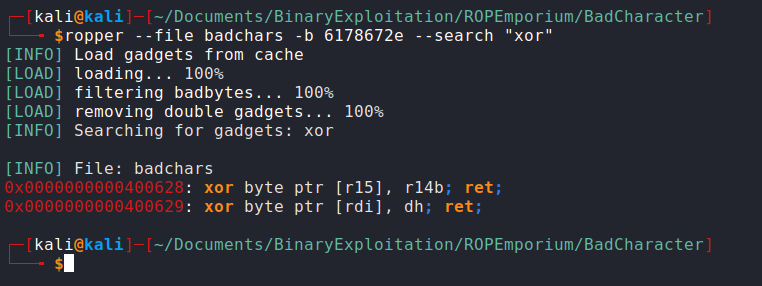 ┌─[kali@kali]─[~/Documents/BinaryExploitation/ROPEmporium/BadCharacter]
└──╼ $ropper --file badchars -b 6178672e --search "xor"
[INFO] Load gadgets from cache
[LOAD] loading... 100%
[LOAD] filtering badbytes... 100%
[LOAD] removing double gadgets... 100%
[INFO] Searching for gadgets: xor

[INFO] File: badchars
0x0000000000400628: xor byte ptr [r15], r14b; ret;
0x0000000000400629: xor byte ptr [rdi], dh; ret;

┌─[kali@kali]─[~/Documents/BinaryExploitation/ROPEmporium/BadCharacter]
└──╼ $